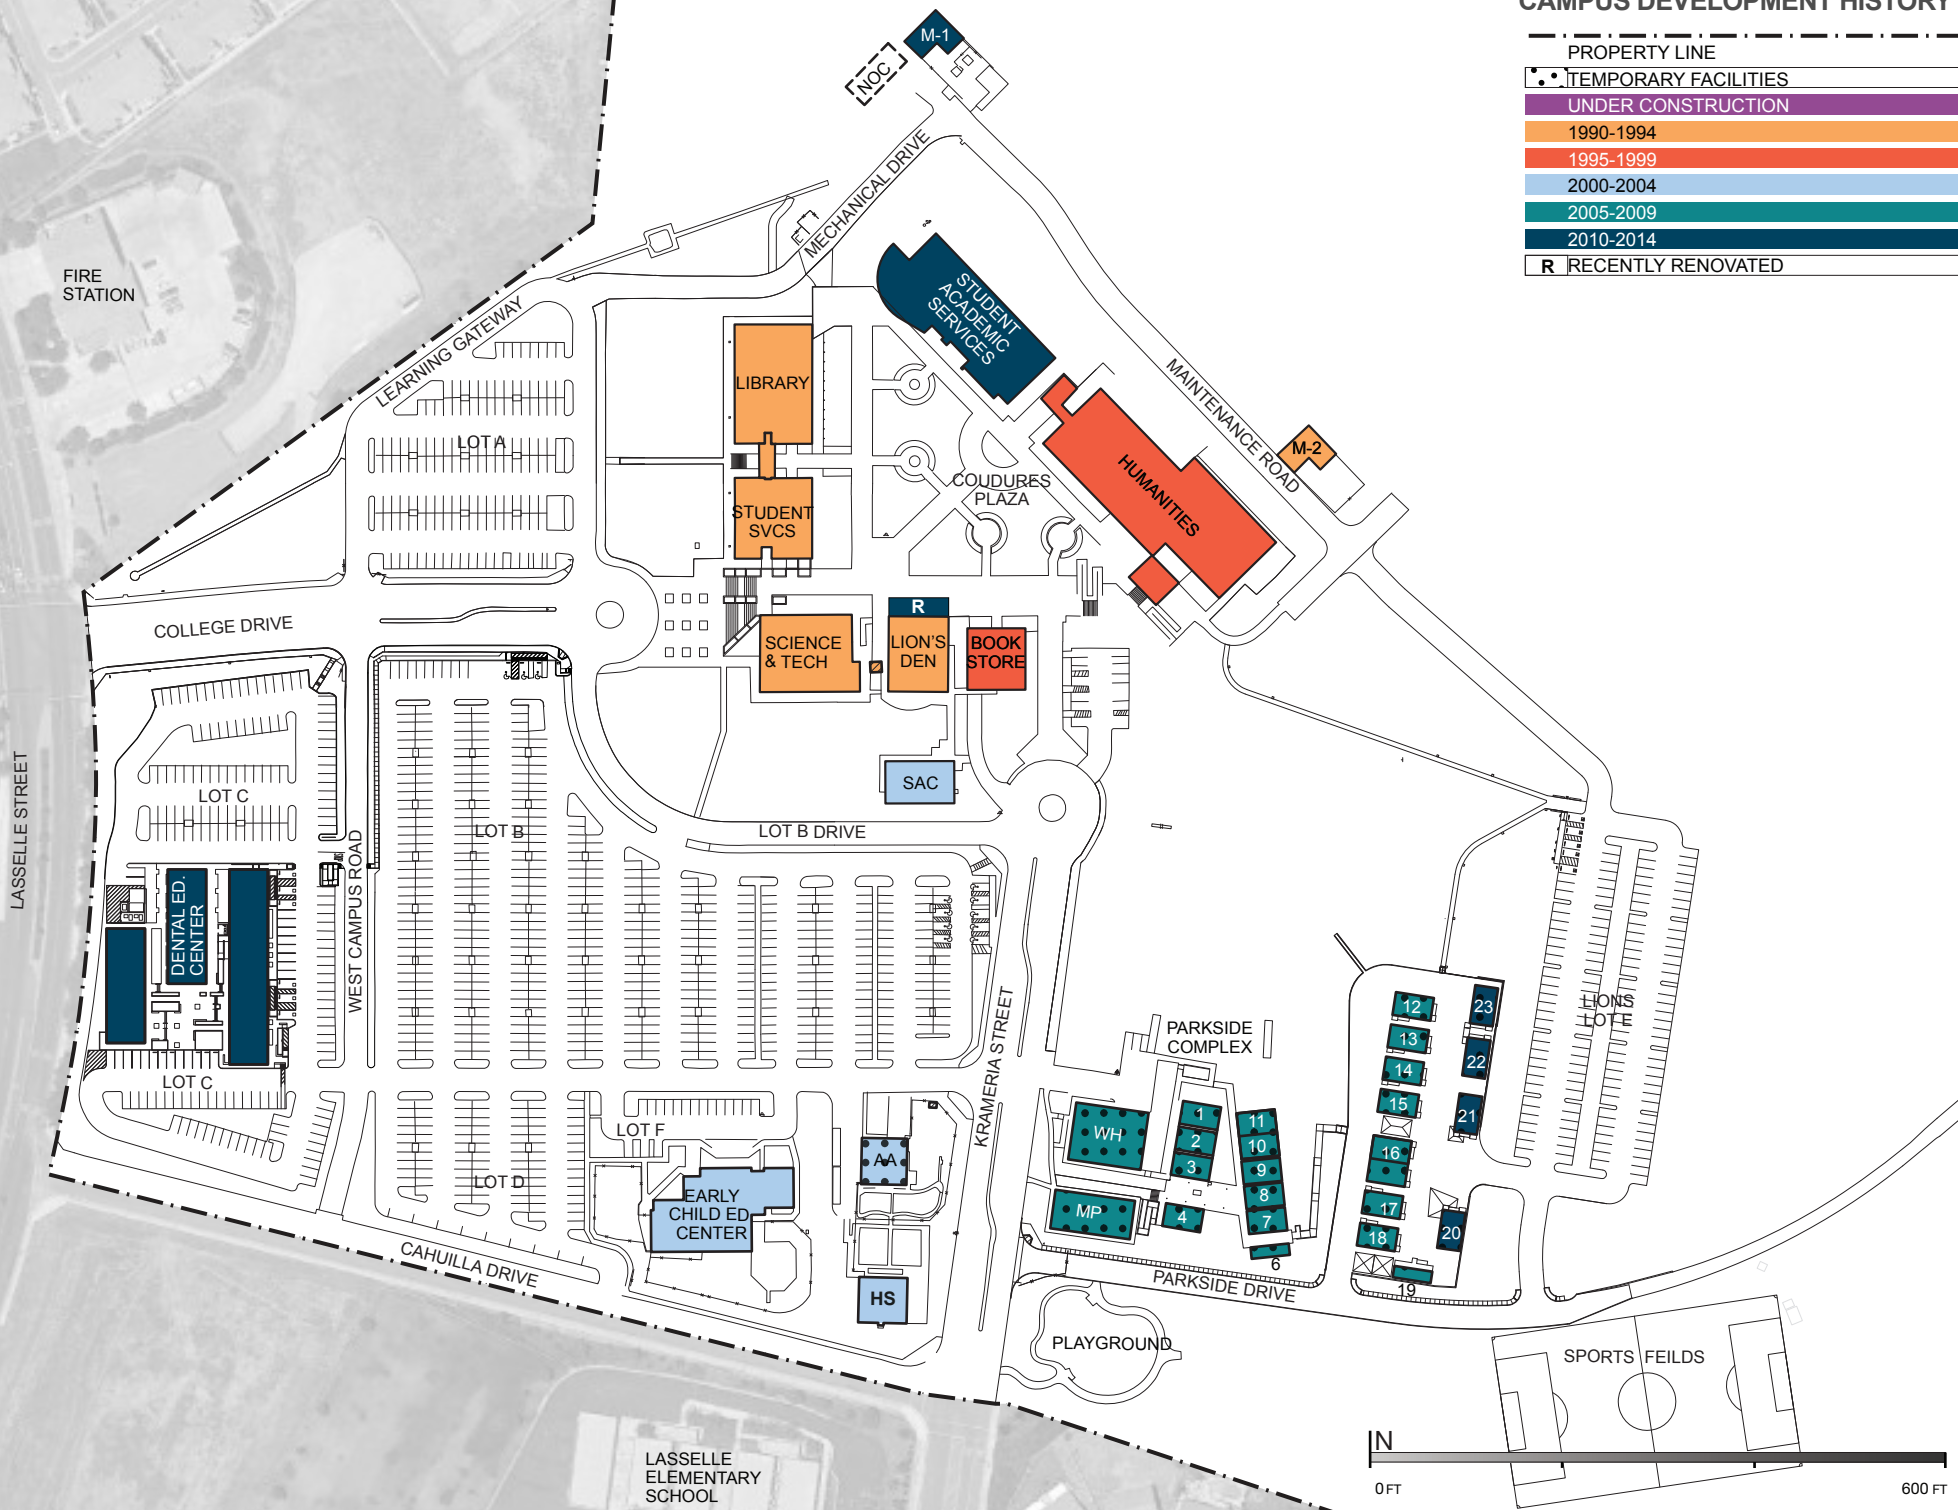 CAMPUS DEVELOPMENT HISTORY
PROPERTY LINE
TEMPORARY FACILITIES
UNDER CONSTRUCTION
1990-1994
1995-1999
2000-2004
2005-2009
2010-2014
R RECENTLY RENOVATED
M-1
NOC
MECHANICAL DRIVE
FIRE
STATION
LEARNING GATEWAY
STUDENT
ACADEMIC
SERVICES
LIBRARY
MAINTENANCE ROAD
LOT A
M-2
HUMANITIES
COUDURES
PLAZA
STUDENT
SVCS
COLLEGE DRIVE
R
SCIENCE
& TECH
LION'S
DEN
BOOK
STORE
LASSELLE STREET
LOT C
SAC
LOT B
LOT B DRIVE
WEST CAMPUS ROAD
DENTAL ED.
CENTER
LOT C
KRAMERIA STREET
PARKSIDE
COMPLEX
LIONS
LOT E
12
13
14
15
16
17
18
19
23
22
21
20
WH
MP
1
2
3
4
11
10
9
8
7
6
LOT F
LOT D
AA
EARLY
CHILD ED
CENTER
HS
CAHUILLA DRIVE
PARKSIDE DRIVE
PLAYGROUND
SPORTS FEILDS
LASSELLE
ELEMENTARY
SCHOOL
N
0 FT
600 FT